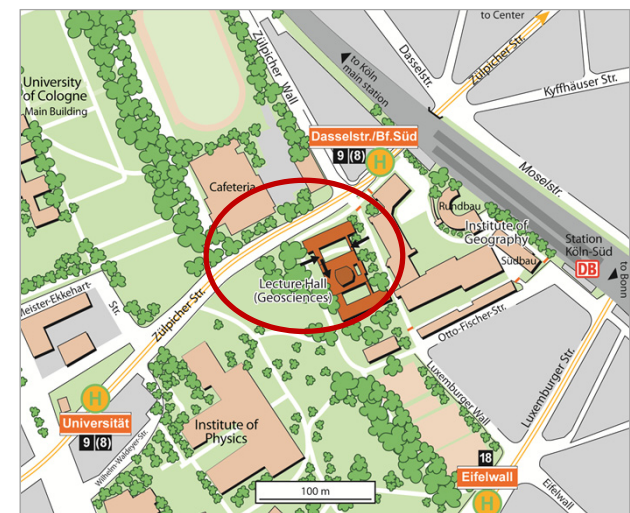 to Center
Zülpicher Str.
Dasselstr.
to Köln
main station
Kyffhäuser Str.
Zülpicher Wall
University
of Cologne
Main Building
Dasselstr./Bf.Süd
9 (8)
H
Moselstr.
Cafeteria
Rundbau
Institute of
Geography
Station
Köln-Süd
DB
Südbau
to Bonn
Lecture Hall
(Geosciences)
Meister-Ekkehart-
Str.
Zülpicher Str.
Otto-Fischer-Str.
Luxemburger Str.
Luxemburger Wall
H
Universität
9 (8)
Institute of
Physics
Wilhelm-Waldeyer-Str.
18
Eifelwall
H
Eifelwall
100 m